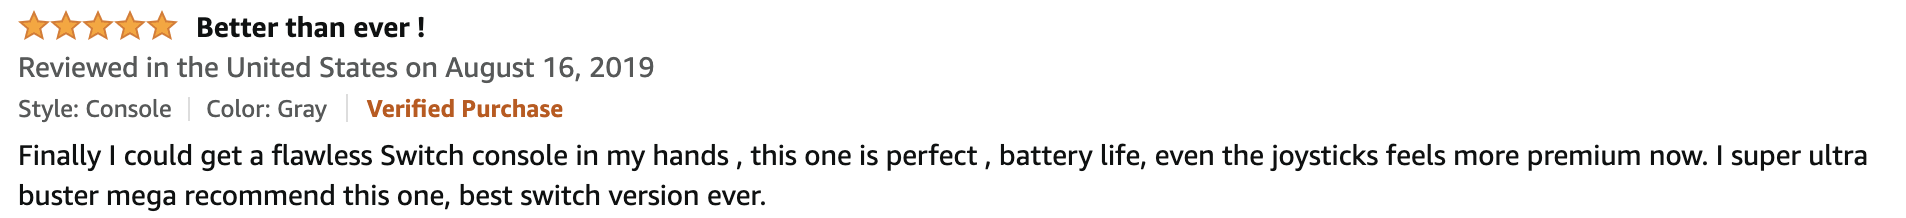 Better than ever !
Reviewed in the United States on August 16, 2019
Style: Console Color: Gray Verified Purchase
Finally I could get a flawless Switch console in my hands , this one is perfect , battery life, even the joysticks feels more premium now. I super ultra
buster mega recommend this one, best switch version ever.